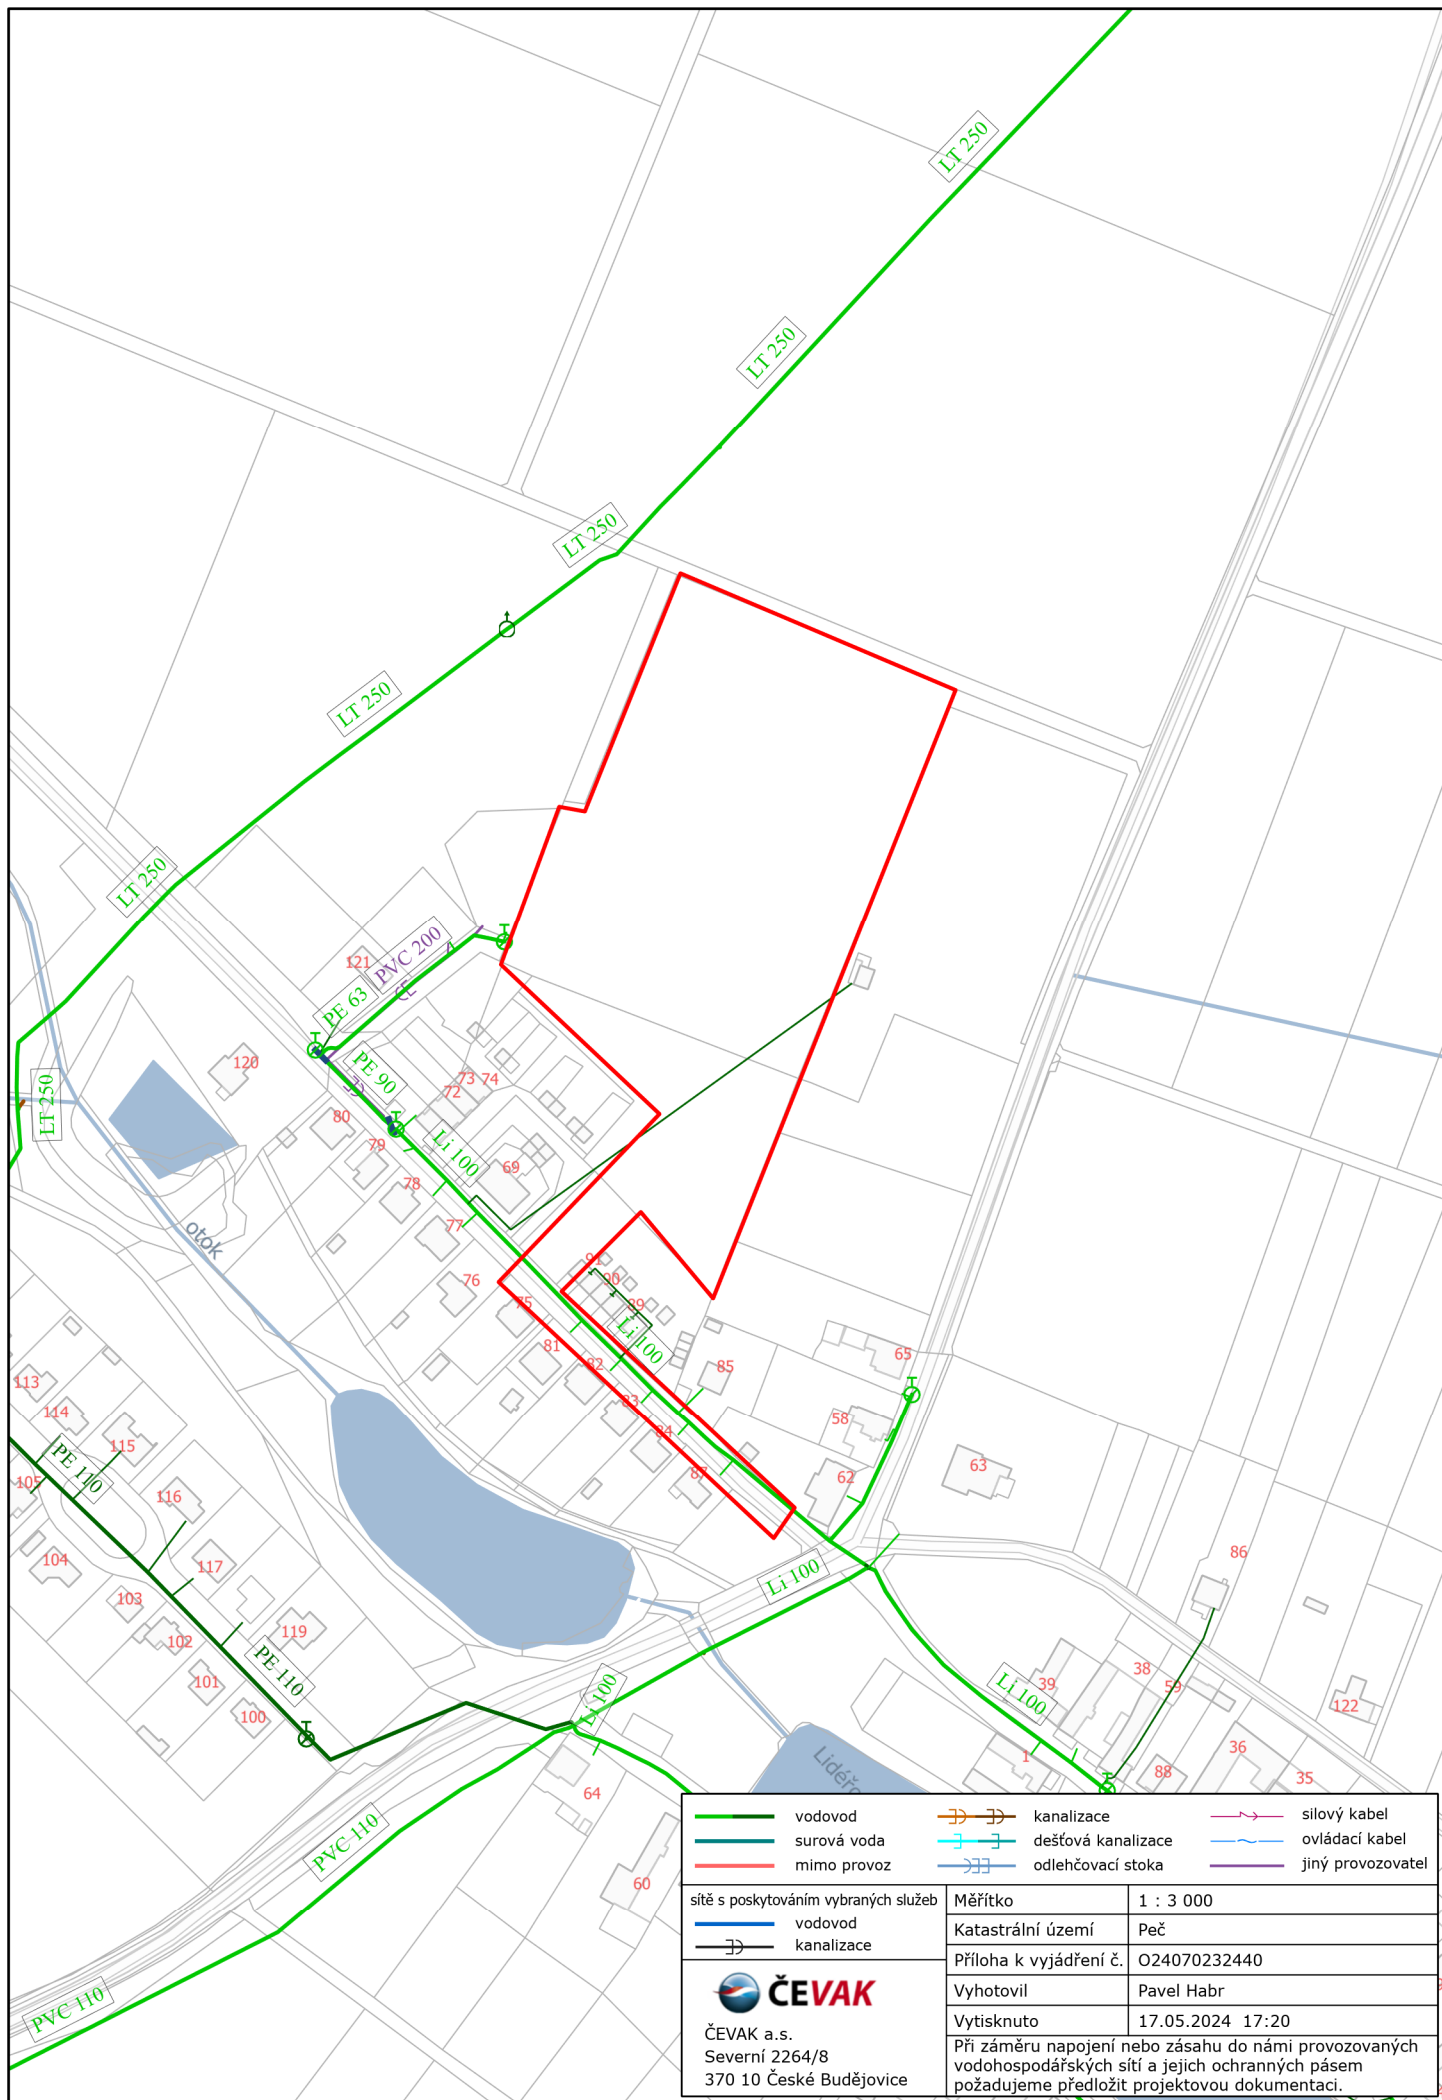 LT 250
LT 250
LT 250
LT 250
LT 250
PVC 200
121
PE 63
PE 90
120
LT 250
73
74
72
80
79
Li 100
69
78
77
otok
76
91
90
89
75
Li 100
81
82
85
65
83
84
58
87
62
63
113
114
115
PE 110
105
116
104
117
103
102
119
101
PE 110
100
Li 100
86
Li 100
39
38
59
Li 100
122
1
36
88
35
64
60
PVC 110
PVC 110
vodovod
surová voda
mimo provoz
kanalizace
dešťová kanalizace
odlehčovací stoka
silový kabel
ovládací kabel
jiný provozovatel
sítě s poskytováním vybraných služeb
vodovod
kanalizace
Měřítko 1 : 3 000
Katastrální území Peč
Příloha k vyjádření č. O24070232440
Vyhotovil Pavel Habr
Vytisknuto 17.05.2024 17:20
ČEVAK
ČEVAK a.s.
Severní 2264/8
370 10 České Budějovice
Při záměru napojení nebo zásahu do námi provozovaných
vodohospodářských sítí a jejich ochranných pásem
požadujeme předložit projektovou dokumentaci.